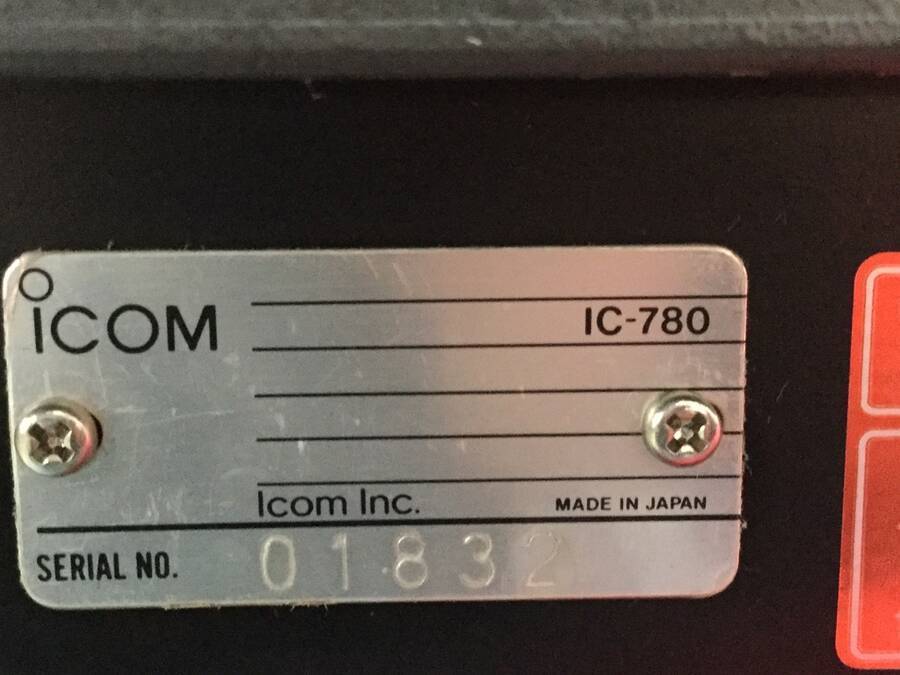 iCOM
IC-780
Icom Inc. MADE IN JAPAN
SERIAL NO. 01832